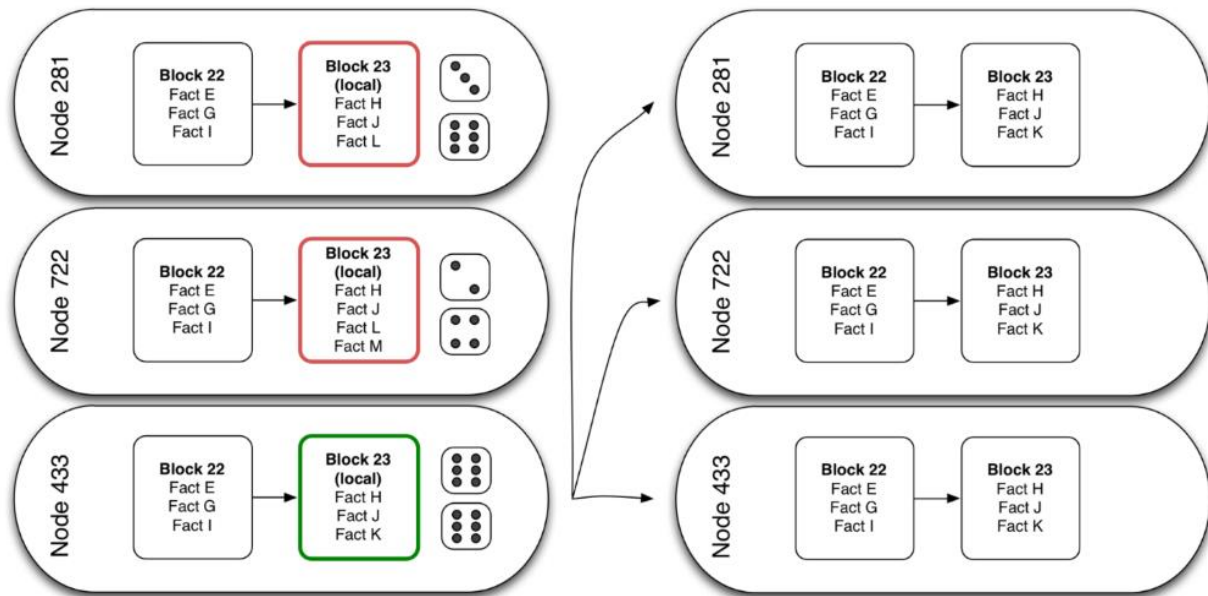 Node 281
Block 22
Fact E
Fact G
Fact I
Block 23
(local)
Fact H
Fact J
Fact L
Node 722
Block 22
Fact E
Fact G
Fact I
Block 23
(local)
Fact H
Fact J
Fact L
Fact M
Node 433
Block 22
Fact E
Fact G
Fact I
Block 23
(local)
Fact H
Fact J
Fact K
Node 281
Block 22
Fact E
Fact G
Fact I
Block 23
Fact H
Fact J
Fact K
Node 722
Block 22
Fact E
Fact G
Fact I
Block 23
Fact H
Fact J
Fact K
Node 433
Block 22
Fact E
Fact G
Fact I
Block 23
Fact H
Fact J
Fact K